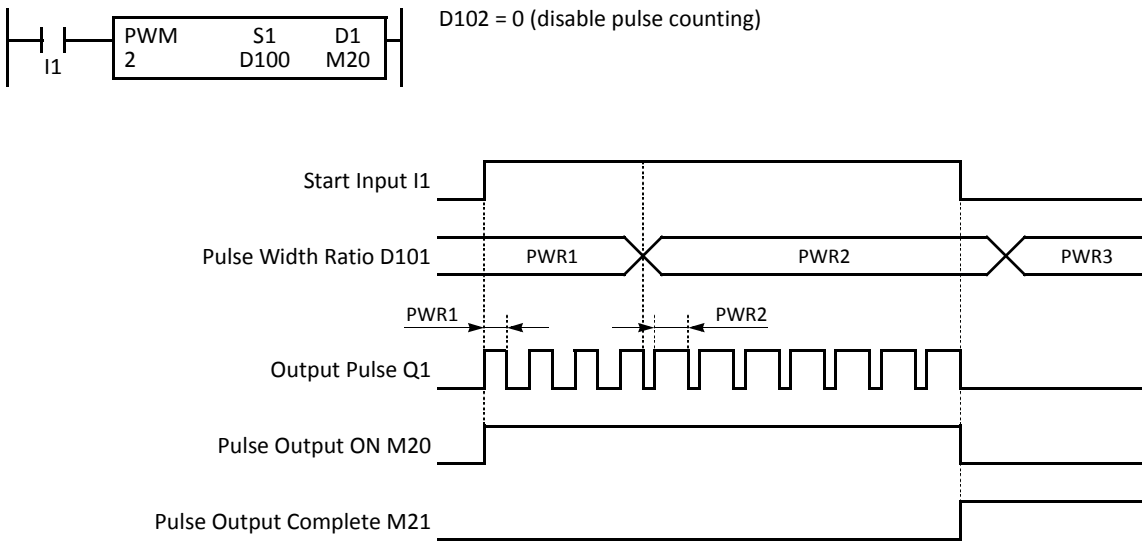 D102 = 0 (disable pulse counting)
PWM S1 D1
2 D100 M20
I1
Start Input I1
Pulse Width Ratio D101 PWR1 PWR2 PWR3
PWR1 PWR2
Output Pulse Q1
Pulse Output ON M20
Pulse Output Complete M21